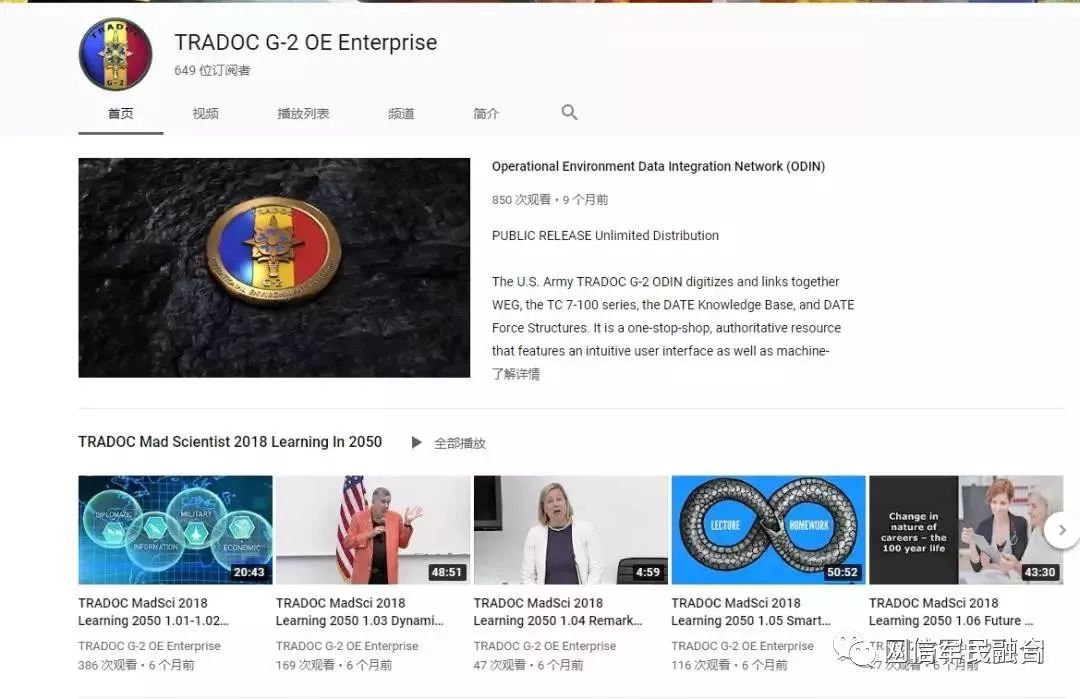 TRADOC
G-2
TRADOC G-2 OE Enterprise
649 位订阅者
首页 视频 播放列表 频道 简介
TRADOC
G-2
Operational Environment Data Integration Network (ODIN)
850 次观看 • 9 个月前
PUBLIC RELEASE Unlimited Distribution
The U.S. Army TRADOC G-2 ODIN digitizes and links together
WEG, the TC 7-100 series, the DATE Knowledge Base, and DATE
Force Structures. It is a one-stop-shop, authoritative resource
that features an intuitive user interface as well as machine-
了解详情
TRADOC Mad Scientist 2018 Learning In 2050 全部播放
DIPLOMATIC
MILITARY
INFORMATION
ECONOMIC
20:43
48:51
4:59
LECTURE
HOMEWORK
50:52
Change in
nature of
careers – the
100 year life
43:30
TRADOC MadSci 2018
Learning 2050 1.01-1.02...
TRADOC G-2 OE Enterprise
386 次观看 • 6 个月前
TRADOC MadSci 2018
Learning 2050 1.03 Dynami...
TRADOC G-2 OE Enterprise
169 次观看 • 6 个月前
TRADOC MadSci 2018
Learning 2050 1.04 Remark...
TRADOC G-2 OE Enterprise
47 次观看 • 6 个月前
TRADOC MadSci 2018
Learning 2050 1.05 Smart...
TRADOC G-2 OE Enterprise
116 次观看 • 6 个月前
TRADOC MadSci 2018
Learning 2050 1.06 Future ...
次观看 • 6 个月前
网信军民融合